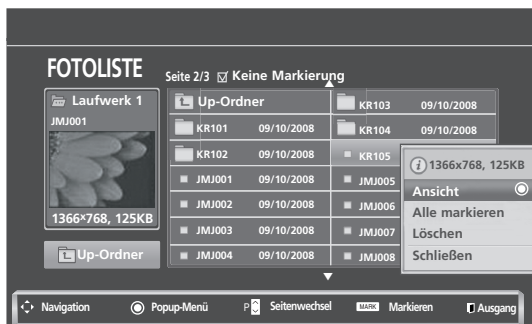 FOTOLISTE
Seite 2/3 Keine Markierung
Laufwerk 1
JMJ001
1366×768, 125KB
Up-Ordner
Up-Ordner
KR101 09/10/2008
KR102 09/10/2008
JMJ001 09/10/2008
JMJ002 09/10/2008
JMJ003 09/10/2008
JMJ004 09/10/2008
KR103 09/10/2008
KR104 09/10/2008
KR105
JMJ005
JMJ006
JMJ007
JMJ008
1366x768, 125KB
Ansicht
Alle markieren
Löschen
Schließen
Navigation Popup-Menü P Seitenwechsel MARK Markieren Ausgang